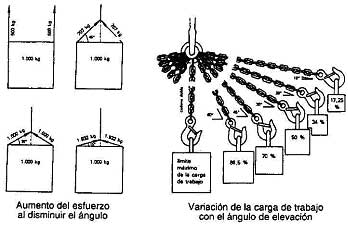 500 kg
500 kg
1.000 kg
707 kg
707 kg
1.000 kg
1.000 kg
1.000 kg
1.000 kg
1.932 kg
1.932 kg
1.000 kg
Aumento del esfuerzo
al disminuir el ángulo
límite
máximo
de la carga
de trabajo
86,5 %
70 %
50 %
34 %
17,25
%
Variación de la carga de trabajo
con el ángulo de elevación